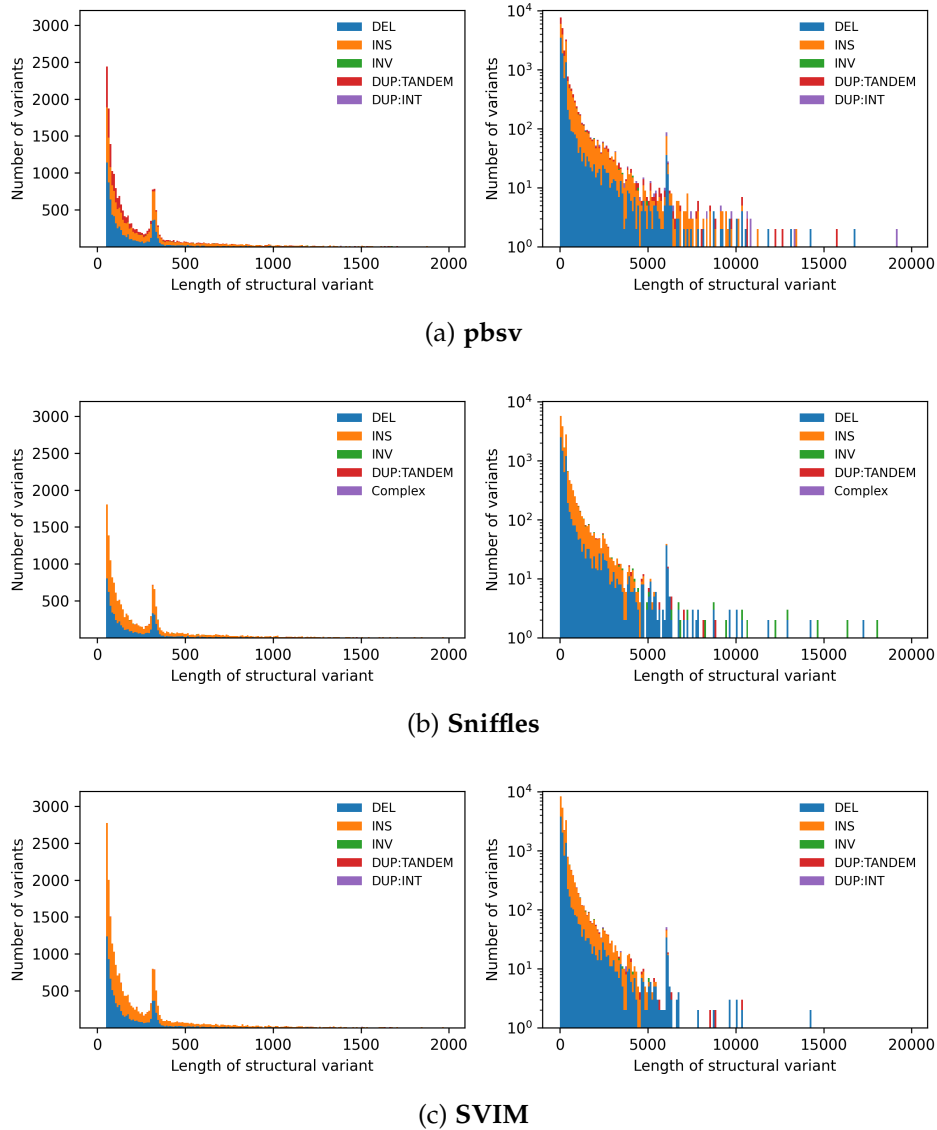 Number of variants
3000
2500
2000
1500
1000
500
0 500 1000 1500 2000
Length of structural variant
DEL
INS
INV
DUP:TANDEM
DUP:INT
Number of variants
10^4
10^3
10^2
10^1
10^0
0 5000 10000 15000 20000
Length of structural variant
DEL
INS
INV
DUP:TANDEM
DUP:INT
(a) pbsv
Number of variants
3000
2500
2000
1500
1000
500
0 500 1000 1500 2000
Length of structural variant
DEL
INS
INV
DUP:TANDEM
Complex
Number of variants
10^4
10^3
10^2
10^1
10^0
0 5000 10000 15000 20000
Length of structural variant
DEL
INS
INV
DUP:TANDEM
Complex
(b) Sniffles
Number of variants
3000
2500
2000
1500
1000
500
0 500 1000 1500 2000
Length of structural variant
DEL
INS
INV
DUP:TANDEM
DUP:INT
Number of variants
10^4
10^3
10^2
10^1
10^0
0 5000 10000 15000 20000
Length of structural variant
DEL
INS
INV
DUP:TANDEM
DUP:INT
(c) SVIM